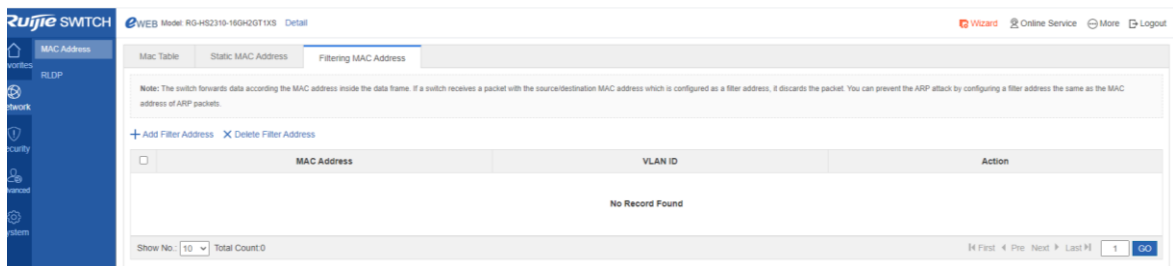 Ruijie SWITCH
eWEB Model: RG-HS2310-16GH2GT1XS Detail
Wizard Online Service More Logout
MAC Address
RLDP
vorites
etwork
ecurity
vanced
ystem
Mac Table Static MAC Address Filtering MAC Address
Note: The switch forwards data according the MAC address inside the data frame. If a switch receives a packet with the source/destination MAC address which is configured as a filter address, it discards the packet. You can prevent the ARP attack by configuring a filter address the same as the MAC
address of ARP packets.
+ Add Filter Address X Delete Filter Address
MAC Address VLAN ID Action
No Record Found
Show No.: 10 Total Count:0 First Pre Next Last 1 GO